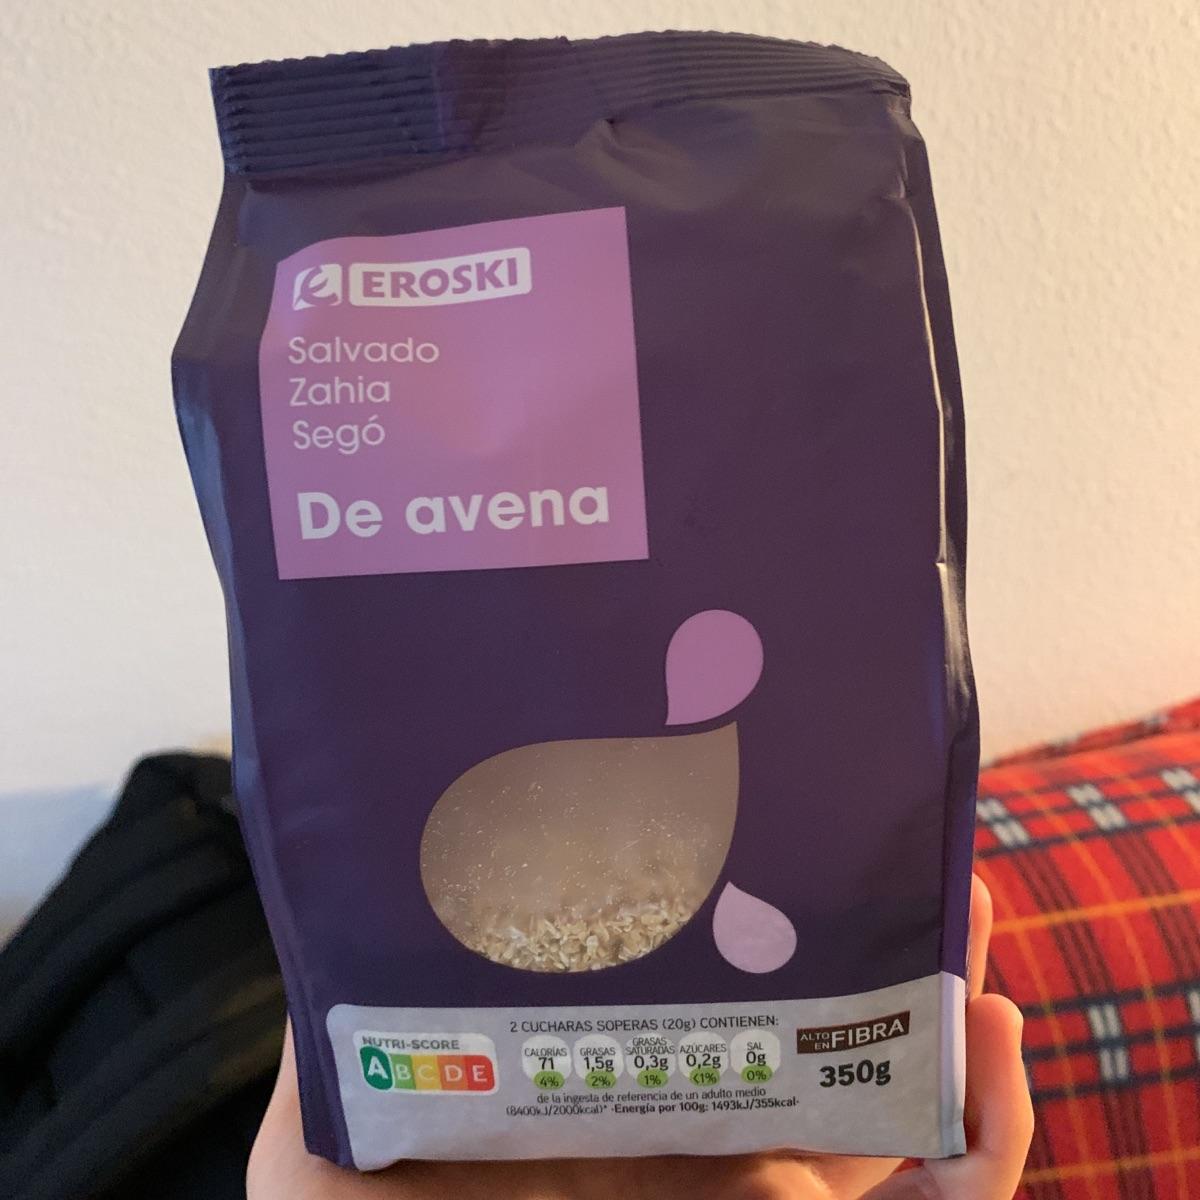 EROSKI
Salvado
Zahia
Segó
De avena
NUTRI-SCORE
A B C D E
2 CUCHARAS SOPERAS (20g) CONTIENEN:
CALORÍAS
71
4%
GRASAS
1,5g
2%
GRASAS
SATURADAS
0,3g
1%
AZÚCARES
0,2g
<1%
SAL
0g
0%
de la ingesta de referencia de un adulto medio
(8400kJ/2000kcal)* -Energía por 100g: 1493kJ/355kcal-
ALTO
EN FIBRA
350g